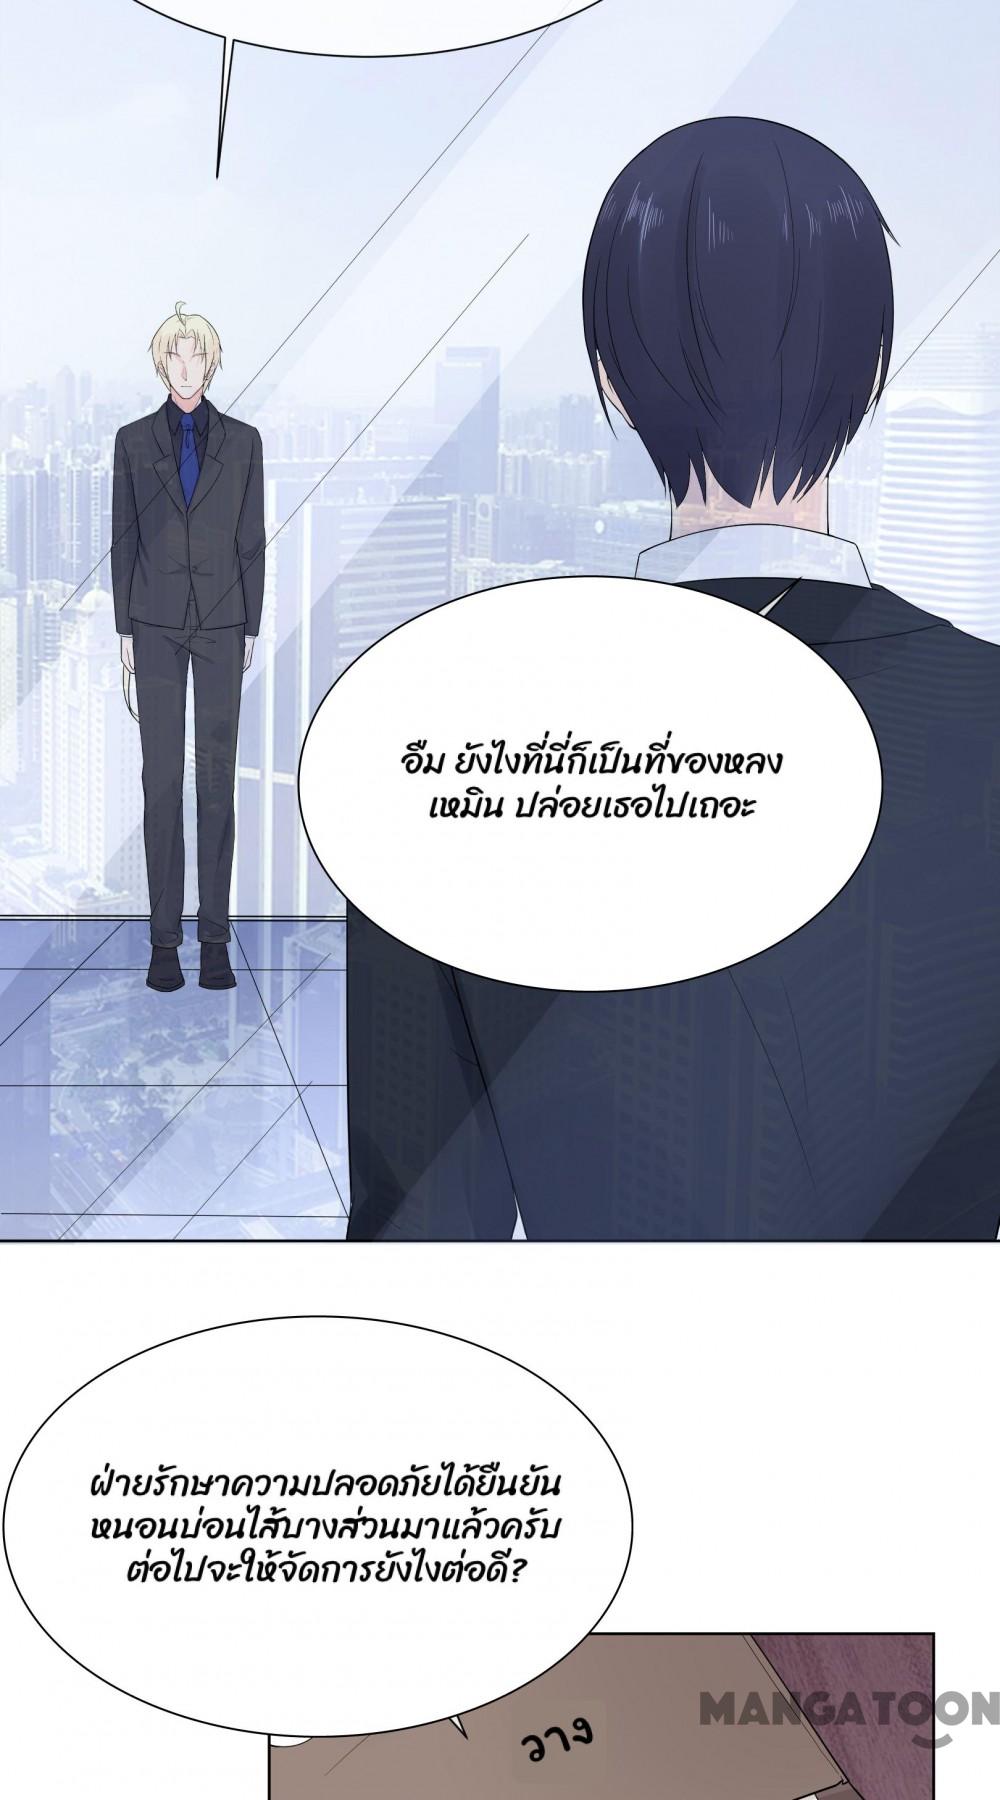 อืม ยังไงที่นี่ก็เป็นที่ของหลง
เหมิน ปล่อยเธอไปเถอะ
ฝ่ายรักษาความปลอดภัยได้ยืนยัน
หนอนบ่อนไส้บางส่วนมาแล้วครับ
ต่อไปจะให้จัดการยังไงต่อดี?
วาง
MANGATOON